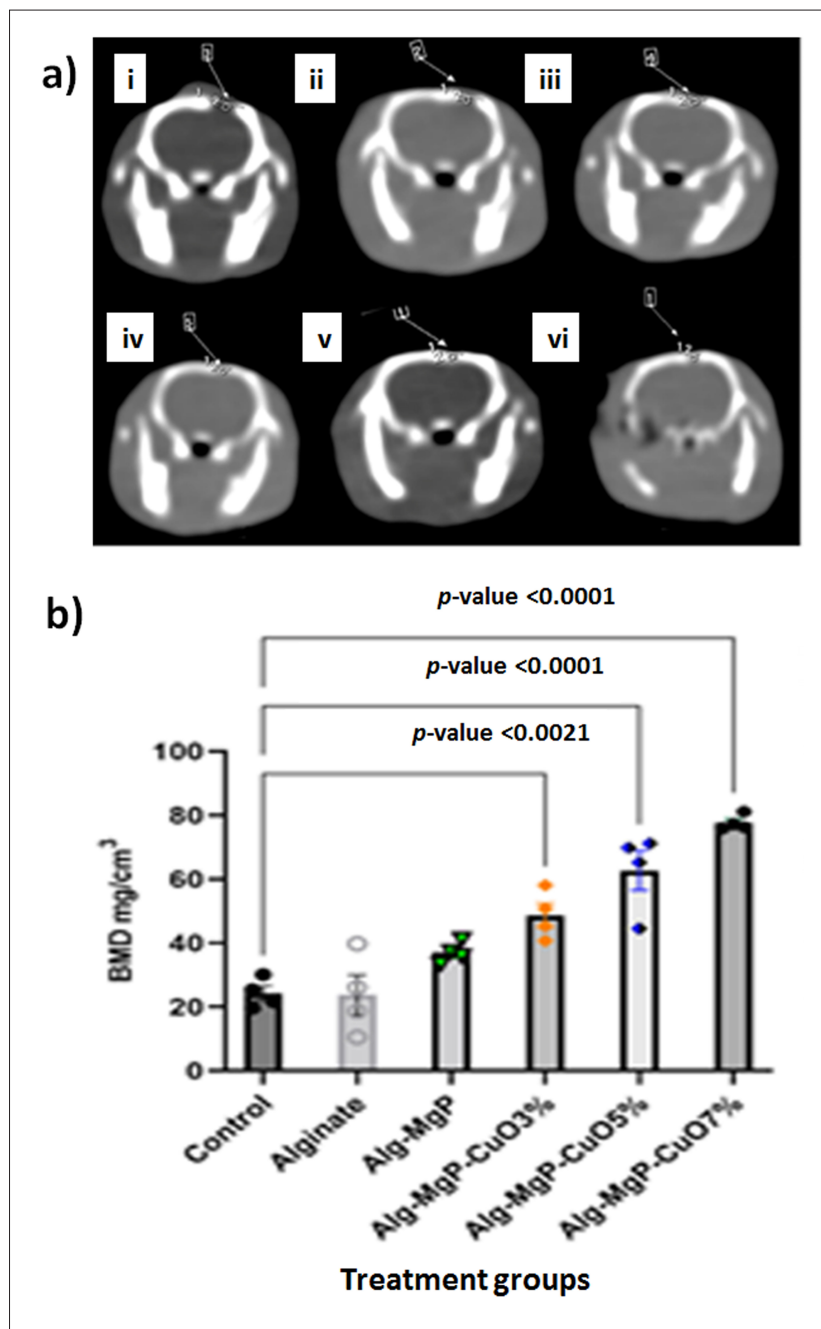 a)
i
ii
iii
iv
v
vi
b)
p-value <0.0001
p-value <0.0001
p-value <0.0021
BMD mg/cm³
100
80
60
40
20
0
Control
Alginate
Alg-MgP
Alg-MgP-CuO3%
Alg-MgP-CuO5%
Alg-MgP-CuO7%
Treatment groups